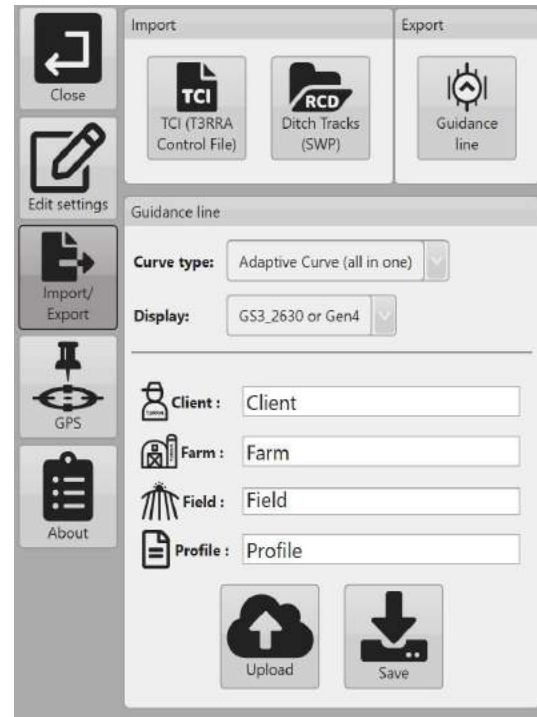 Close
Edit settings
Import/
Export
GPS
About
Import
TCI
TCI (T3RRA
Control File)
RCD
Ditch Tracks
(SWP)
Export
Guidance
line
Guidance line
Curve type:
Adaptive Curve (all in one)
Display:
GS3_2630 or Gen4
Client :
Client
Farm :
Farm
Field :
Field
Profile :
Profile
Upload
Save